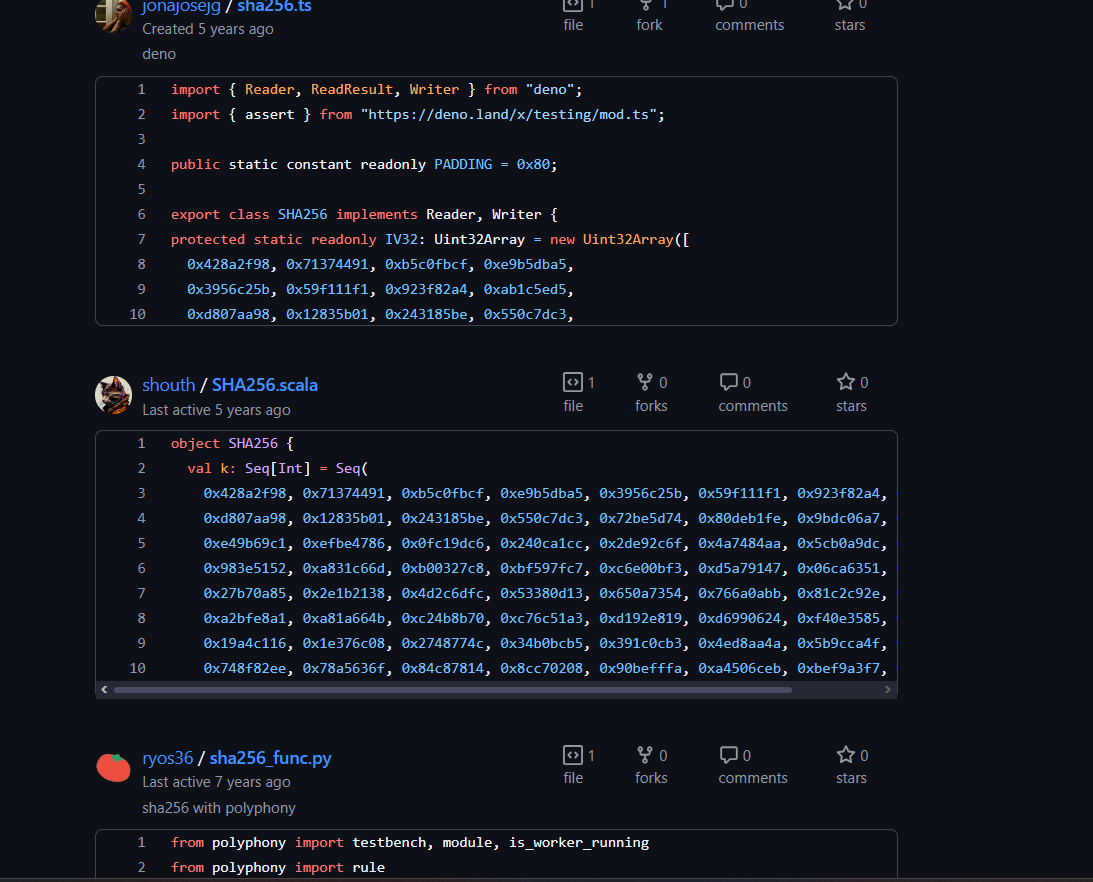 jonajosejg / sha256.ts
1 1 0 0
Created 5 years ago
file fork comments stars
deno
1 import { Reader, ReadResult, Writer } from "deno";
2 import { assert } from "https://deno.land/x/testing/mod.ts";
3
4 public static constant readonly PADDING = 0x80;
5
6 export class SHA256 implements Reader, Writer {
7 protected static readonly IV32: Uint32Array = new Uint32Array([
8 0x428a2f98, 0x71374491, 0xb5c0fbcf, 0xe9b5dba5,
9 0x3956c25b, 0x59f111f1, 0x923f82a4, 0xab1c5ed5,
10 0xd807aa98, 0x12835b01, 0x243185be, 0x550c7dc3,
shouth / SHA256.scala
1 0 0 0
Last active 5 years ago
file forks comments stars
1 object SHA256 {
2 val k: Seq[Int] = Seq(
3 0x428a2f98, 0x71374491, 0xb5c0fbcf, 0xe9b5dba5, 0x3956c25b, 0x59f111f1, 0x923f82a4,
4 0xd807aa98, 0x12835b01, 0x243185be, 0x550c7dc3, 0x72be5d74, 0x80deb1fe, 0x9bdc06a7,
5 0xe49b69c1, 0xefbe4786, 0x0fc19dc6, 0x240ca1cc, 0x2de92c6f, 0x4a7484aa, 0x5cb0a9dc,
6 0x983e5152, 0xa831c66d, 0xb00327c8, 0xbf597fc7, 0xc6e00bf3, 0xd5a79147, 0x06ca6351,
7 0x27b70a85, 0x2e1b2138, 0x4d2c6dfc, 0x53380d13, 0x650a7354, 0x766a0abb, 0x81c2c92e,
8 0xa2bfe8a1, 0xa81a664b, 0xc24b8b70, 0xc76c51a3, 0xd192e819, 0xd6990624, 0xf40e3585,
9 0x19a4c116, 0x1e376c08, 0x2748774c, 0x34b0bcb5, 0x391c0cb3, 0x4ed8aa4a, 0x5b9cca4f,
10 0x748f82ee, 0x78a5636f, 0x84c87814, 0x8cc70208, 0x90befffa, 0xa4506ceb, 0xbef9a3f7,
ryos36 / sha256_func.py
1 0 0 0
Last active 7 years ago
file forks comments stars
sha256 with polyphony
1 from polyphony import testbench, module, is_worker_running
2 from polyphony import rule